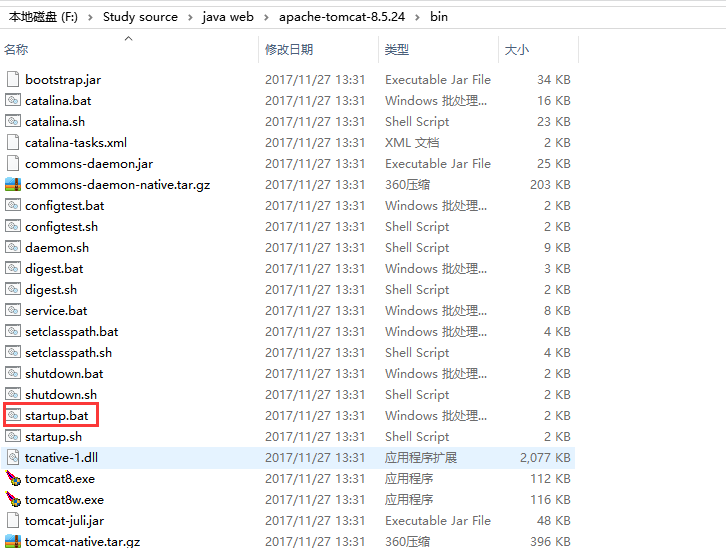 本地磁盘 (F:) › Study source › java web › apache-tomcat-8.5.24 › bin
名称 修改日期 类型 大小
bootstrap.jar 2017/11/27 13:31 Executable Jar File 34 KB
catalina.bat 2017/11/27 13:31 Windows 批处理... 16 KB
catalina.sh 2017/11/27 13:31 Shell Script 23 KB
catalina-tasks.xml 2017/11/27 13:31 XML 文档 2 KB
commons-daemon.jar 2017/11/27 13:31 Executable Jar File 25 KB
commons-daemon-native.tar.gz 2017/11/27 13:31 360压缩 203 KB
configtest.bat 2017/11/27 13:31 Windows 批处理... 2 KB
configtest.sh 2017/11/27 13:31 Shell Script 2 KB
daemon.sh 2017/11/27 13:31 Shell Script 9 KB
digest.bat 2017/11/27 13:31 Windows 批处理... 3 KB
digest.sh 2017/11/27 13:31 Shell Script 2 KB
service.bat 2017/11/27 13:31 Windows 批处理... 8 KB
setclasspath.bat 2017/11/27 13:31 Windows 批处理... 4 KB
setclasspath.sh 2017/11/27 13:31 Shell Script 4 KB
shutdown.bat 2017/11/27 13:31 Windows 批处理... 2 KB
shutdown.sh 2017/11/27 13:31 Shell Script 2 KB
startup.bat 2017/11/27 13:31 Windows 批处理... 2 KB
startup.sh 2017/11/27 13:31 Shell Script 2 KB
tcnative-1.dll 2017/11/27 13:31 应用程序扩展 2,077 KB
tomcat8.exe 2017/11/27 13:31 应用程序 112 KB
tomcat8w.exe 2017/11/27 13:31 应用程序 116 KB
tomcat-juli.jar 2017/11/27 13:31 Executable Jar File 48 KB
tomcat-native.tar.gz 2017/11/27 13:31 360压缩 396 KB